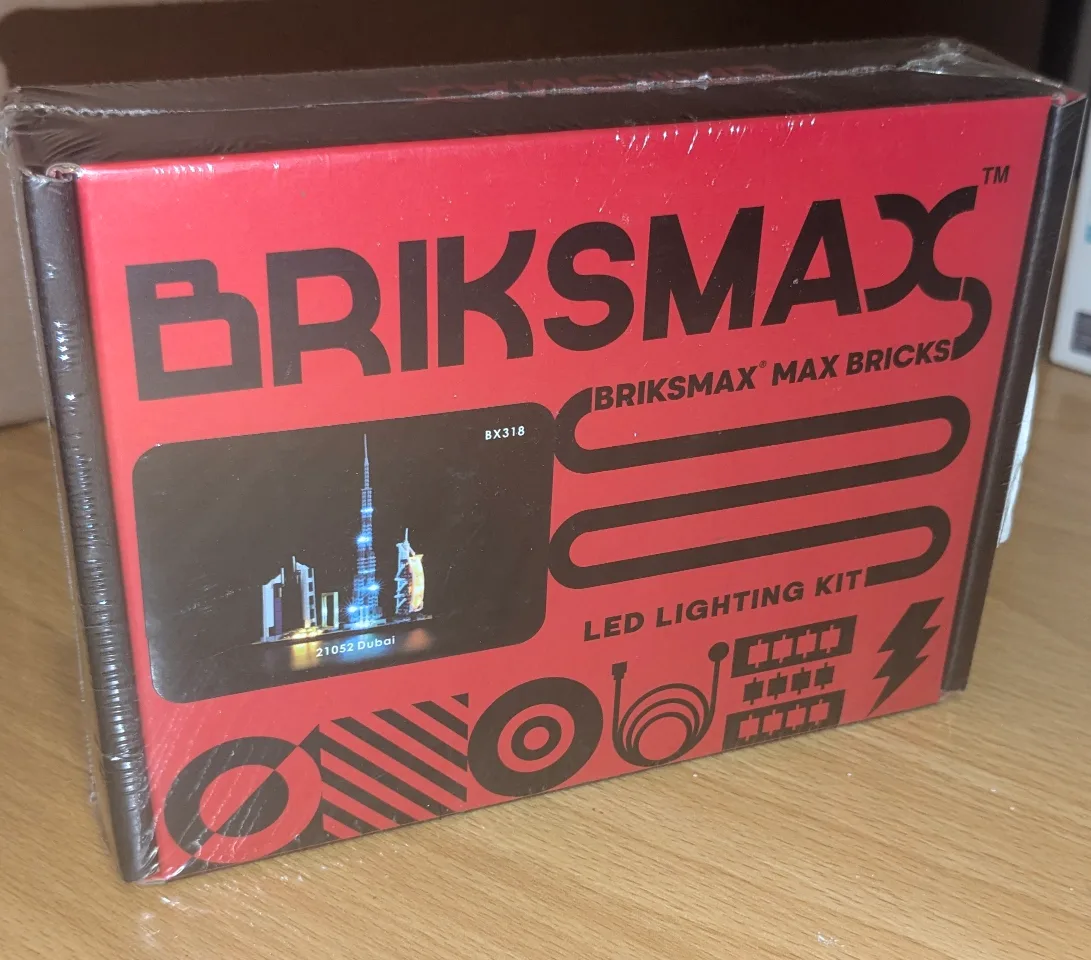 BRIKSMAX™
BRIKSMAX® MAX BRICKS
BX318
21052 Dubai
LED LIGHTING KIT